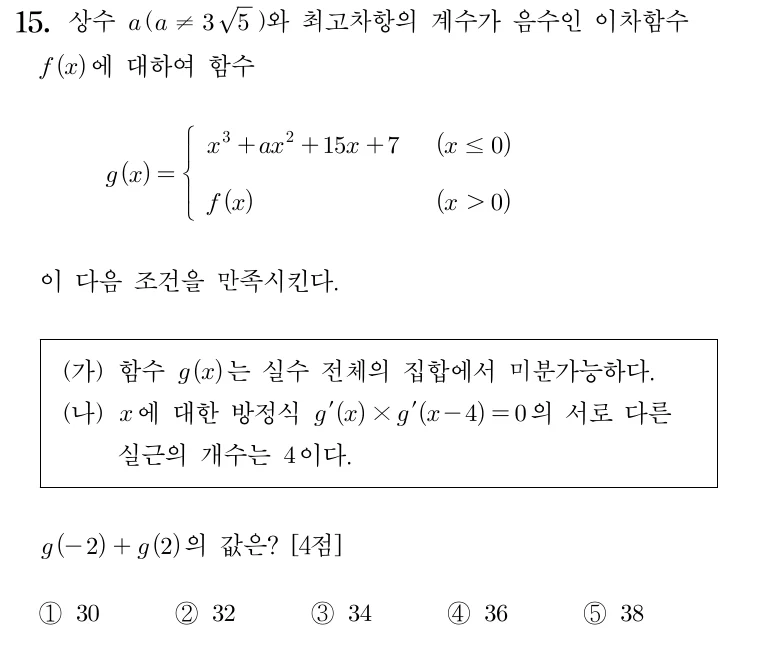 15. 상수 a(a ≠ 3√5)와 최고차항의 계수가 음수인 이차함수
f(x)에 대하여 함수
g(x) = { x³ + ax² + 15x + 7 (x ≤ 0)
f(x) (x > 0)
이 다음 조건을 만족시킨다.
(가) 함수 g(x)는 실수 전체의 집합에서 미분가능하다.
(나) x에 대한 방정식 g′(x) × g′(x − 4) = 0의 서로 다른
실근의 개수는 4이다.
g(−2) + g(2)의 값은? [4점]
① 30 ② 32 ③ 34 ④ 36 ⑤ 38